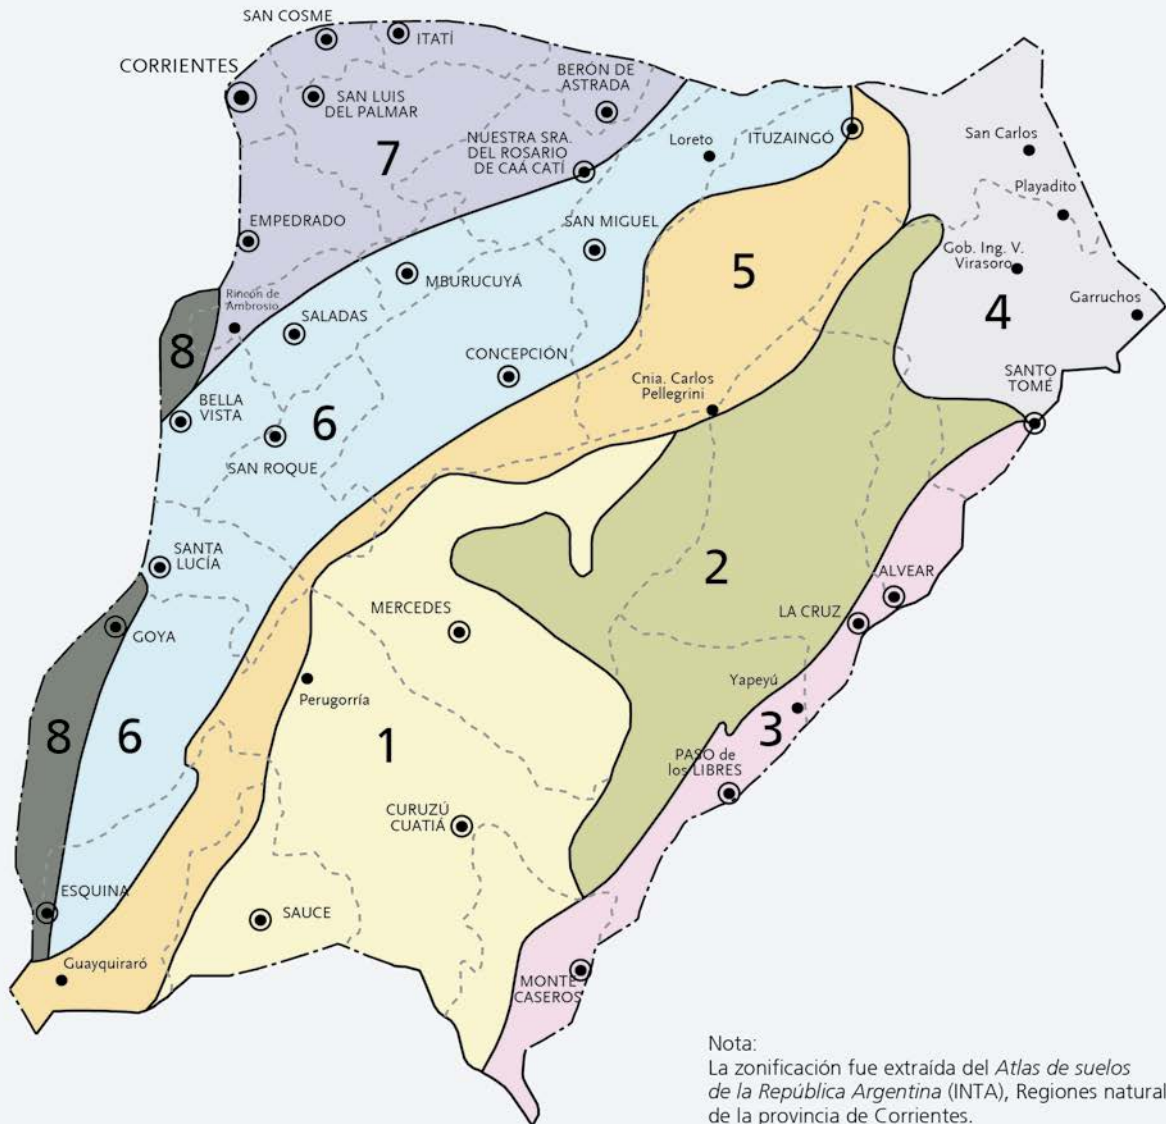 SAN COSME
ITATÍ
CORRIENTES
SAN LUIS
DEL PALMAR
BERÓN DE
ASTRADA
7
NUESTRA SRA.
DEL ROSARIO
DE CAÁ CATÍ
Loreto
ITUZAINGÓ
San Carlos
Playadito
EMPEDRADO
SAN MIGUEL
Gob. Ing. V.
Virasoro
MBURUCUYÁ
5
Rincón de
Ambrosio
Garruchos
4
SALADAS
8
CONCEPCIÓN
SANTO
TOMÉ
BELLA
VISTA
Cnia. Carlos
Pellegrini
6
SAN ROQUE
SANTA
LUCÍA
2
ALVEAR
MERCEDES
LA CRUZ
GOYA
Perugorría
Yapeyú
8
6
1
3
PASO de
los LIBRES
CURUZÚ
CUATIÁ
ESQUINA
SAUCE
Guayquiraró
MONTE
CASEROS
Nota:
La zonificación fue extraída del Atlas de suelos
de la República Argentina (INTA), Regiones natural
de la provincia de Corrientes.